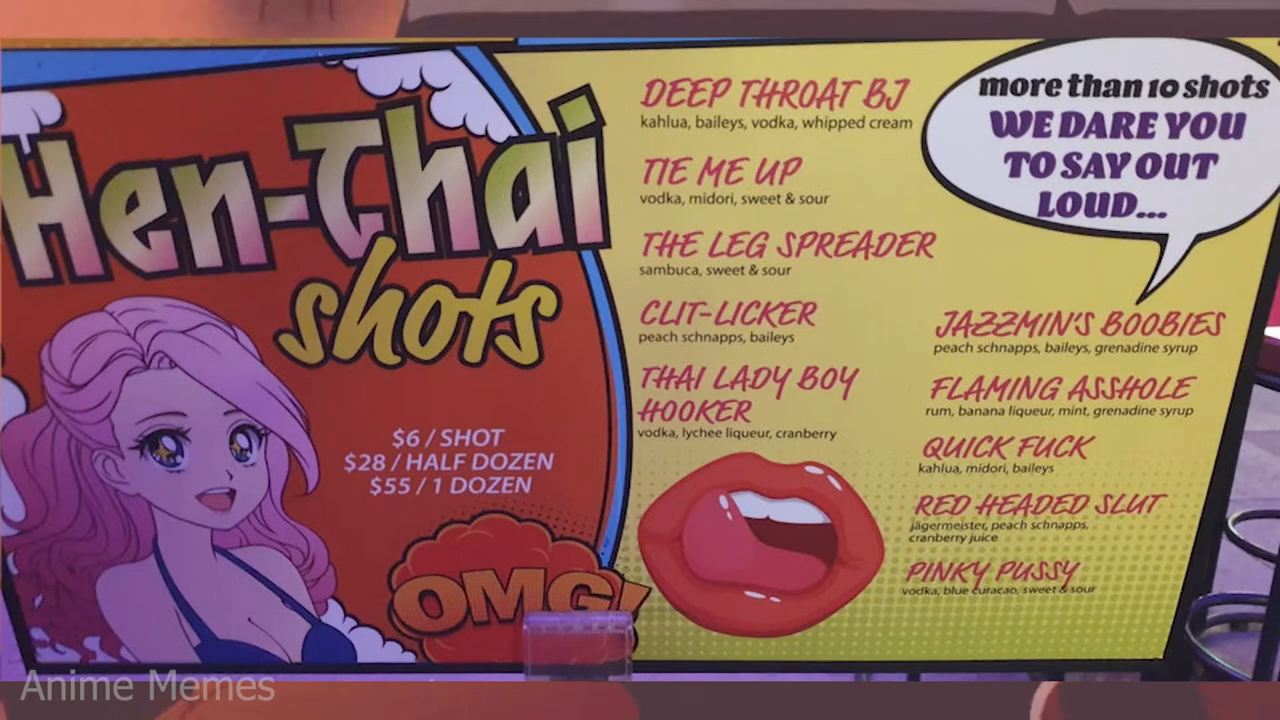 Hen-Thai
shots
$6 / SHOT
$28 / HALF DOZEN
$55 / 1 DOZEN
OMG!
DEEP THROAT BJ
kahlua, baileys, vodka, whipped cream
TIE ME UP
vodka, midori, sweet & sour
THE LEG SPREADER
sambuca, sweet & sour
CLIT-LICKER
peach schnapps, baileys
THAI LADY BOY
HOOKER
vodka, lychee liqueur, cranberry
more than 10 shots
WE DARE YOU
TO SAY OUT
LOUD...
JAZZMIN'S BOOBIES
peach schnapps, baileys, grenadine syrup
FLAMING ASSHOLE
rum, banana liqueur, mint, grenadine syrup
QUICK FUCK
kahlua, midori, baileys
RED HEADED SLUT
jägermeister, peach schnapps,
cranberry juice
PINKY PUSSY
vodka, blue curacao, sweet & sour
Anime Memes